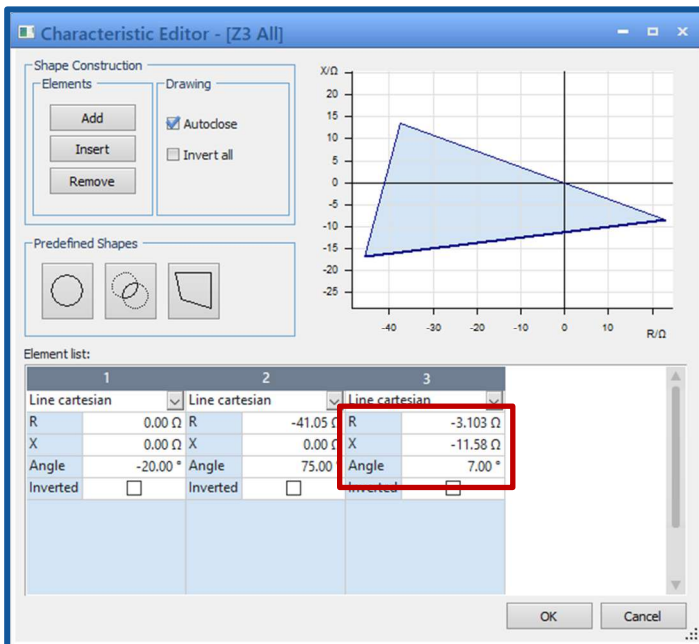 Characteristic Editor - [Z3 All]
Shape Construction
Elements
Add
Insert
Remove
Drawing
Autoclose
Invert all
Predefined Shapes
X/Ω
20
15
10
5
0
-5
-10
-15
-20
-25
-40 -30 -20 -10 0 10
R/Ω
Element list:
1 2 3
Line cartesian Line cartesian Line cartesian
R 0.00 Ω R -41.05 Ω R -3.103 Ω
X 0.00 Ω X 0.00 Ω X -11.58 Ω
Angle -20.00 ° Angle 75.00 ° Angle 7.00 °
Inverted Inverted Inverted
OK Cancel